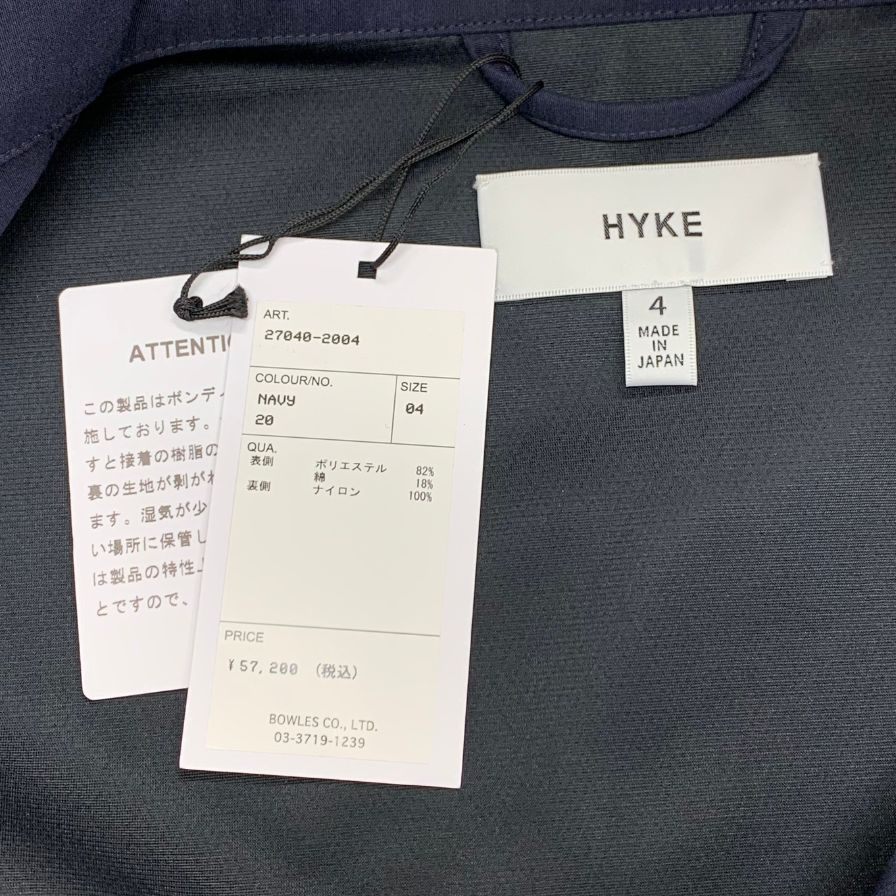 HYKE
4
MADE
IN
JAPAN
ART.
27040-2004
COLOUR/NO.
NAVY
20
SIZE
04
QUA.
表側 ポリエステル 82%
綿 18%
裏側 ナイロン 100%
PRICE
¥57,200 (税込)
BOWLES CO., LTD.
03-3719-1239
ATTENTI
この製品はボンディ
施しております。
すと接着の樹脂の
裏の生地が剥がれ
ます。湿気が少
い場所に保管し
は製品の特性上
とですので、